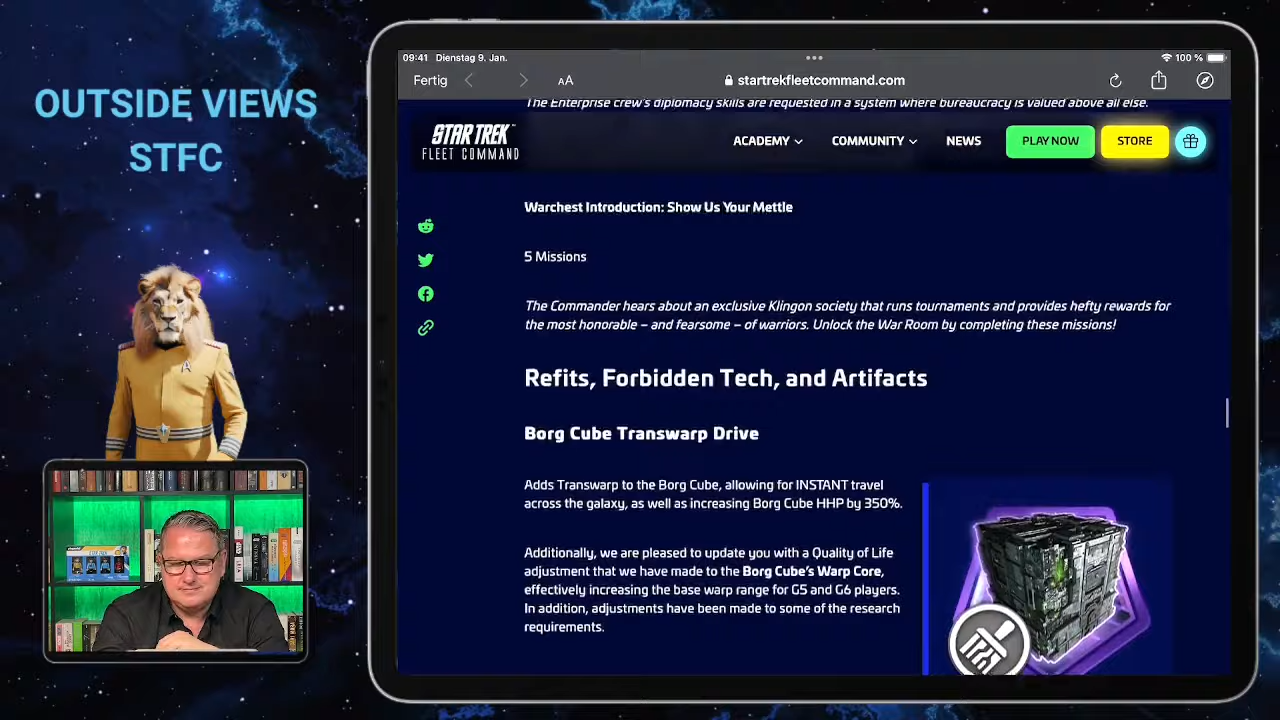 OUTSIDE VIEWS
STFC
09:41 Dienstag 9. Jan.
100 %
Fertig
AA
startrekfleetcommand.com
The Enterprise crew's diplomacy skills are requested in a system where bureaucracy is valued above all else.
STAR TREK
FLEET COMMAND
ACADEMY
COMMUNITY
NEWS
PLAY NOW
STORE
Warchest Introduction: Show Us Your Mettle
5 Missions
The Commander hears about an exclusive Klingon society that runs tournaments and provides hefty rewards for
the most honorable – and fearsome – of warriors. Unlock the War Room by completing these missions!
Refits, Forbidden Tech, and Artifacts
Borg Cube Transwarp Drive
Adds Transwarp to the Borg Cube, allowing for INSTANT travel
across the galaxy, as well as increasing Borg Cube HHP by 350%.
Additionally, we are pleased to update you with a Quality of Life
adjustment that we have made to the Borg Cube's Warp Core,
effectively increasing the base warp range for G5 and G6 players.
In addition, adjustments have been made to some of the research
requirements.